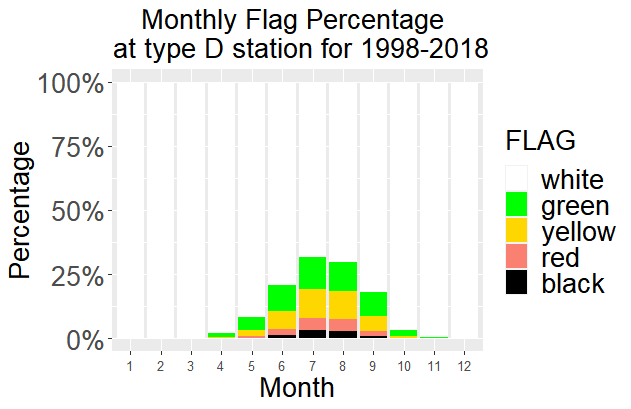 Monthly Flag Percentage
at type D station for 1998-2018
100%
75%
50%
25%
0%
Percentage
1 2 3 4 5 6 7 8 9 10 11 12
Month
FLAG
white
green
yellow
red
black